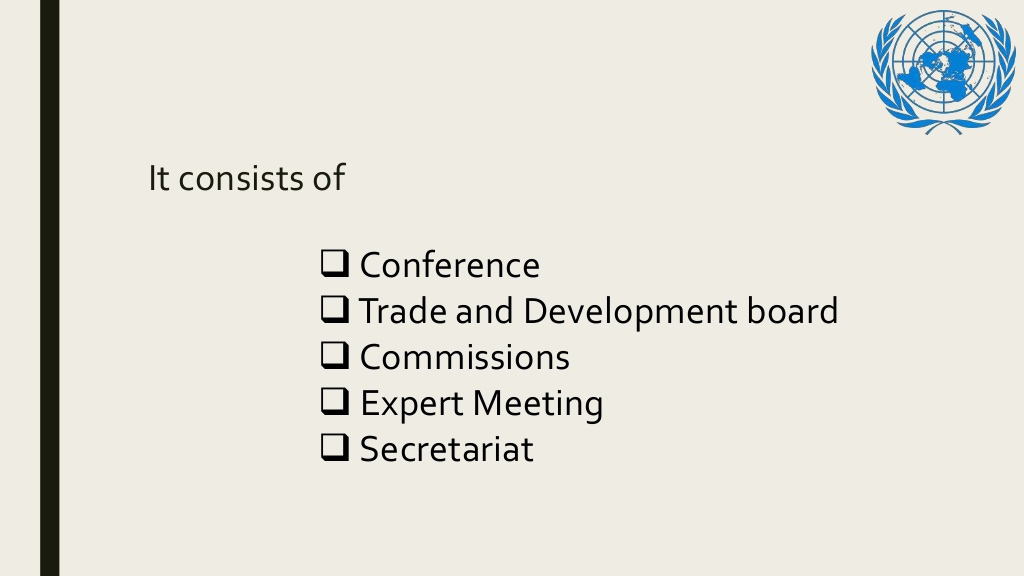 It consists of
❑ Conference
❑ Trade and Development board
❑ Commissions
❑ Expert Meeting
❑ Secretariat